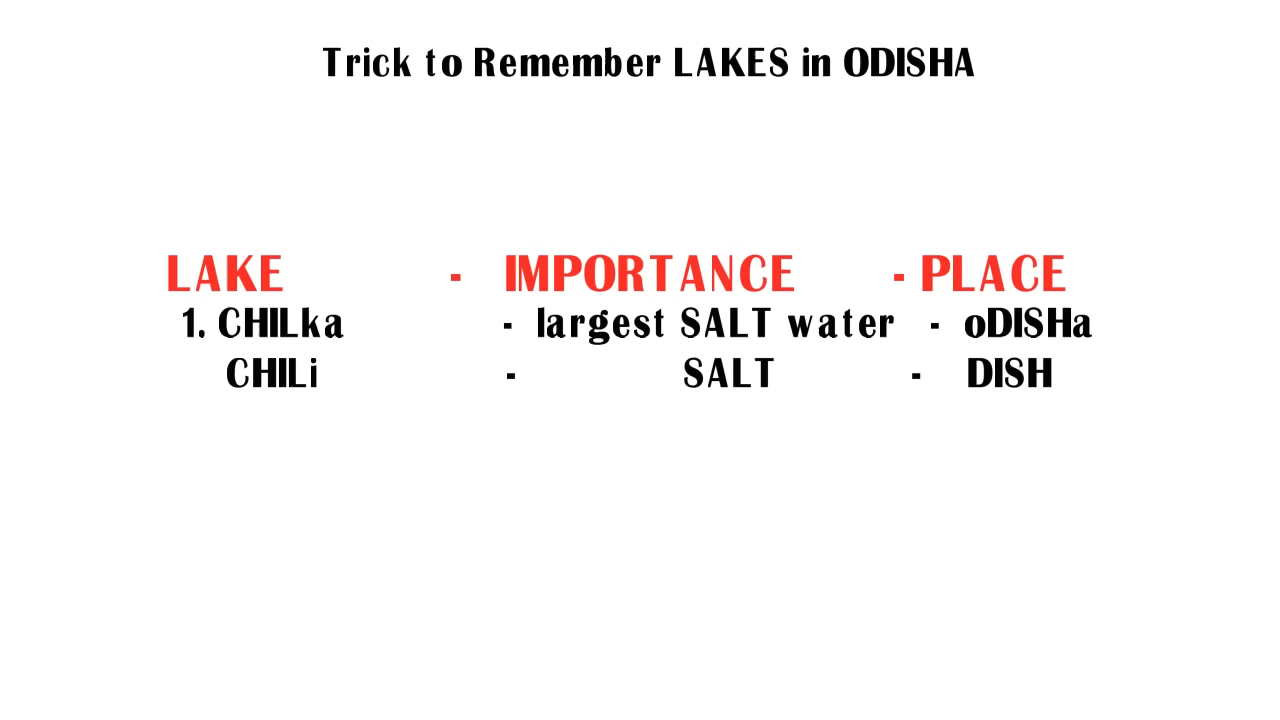 Trick to Remember LAKES in ODISHA
LAKE - IMPORTANCE - PLACE
1. CHILka - largest SALT water - oDISHa
CHILi - SALT - DISH